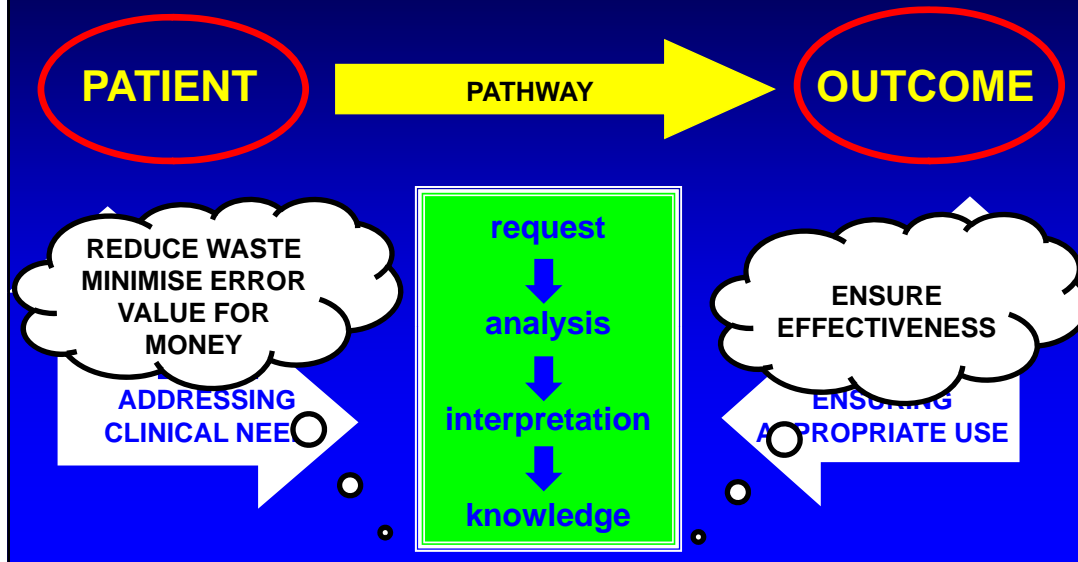 PATIENT
PATHWAY
OUTCOME
REDUCE WASTE
MINIMISE ERROR
VALUE FOR
MONEY
ADDRESSING
CLINICAL
request
analysis
interpretation
knowledge
ENSURE
EFFECTIVENESS
ENSURING
APPROPRIATE USE